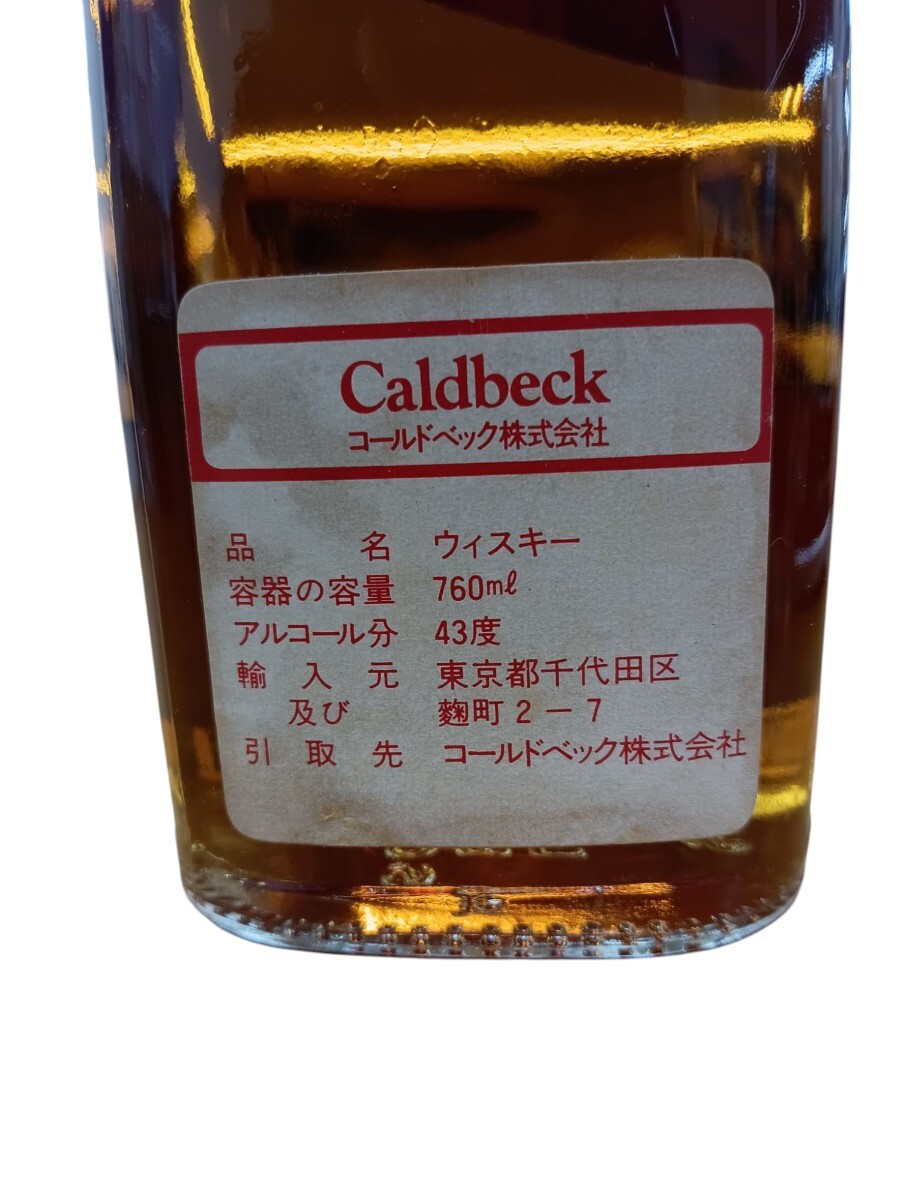 Caldbeck
コールドベック株式会社
品名 ウィスキー
容器の容量 760mℓ
アルコール分 43度
輸入元 東京都千代田区
及び 麴町2－7
引取先 コールドベック株式会社